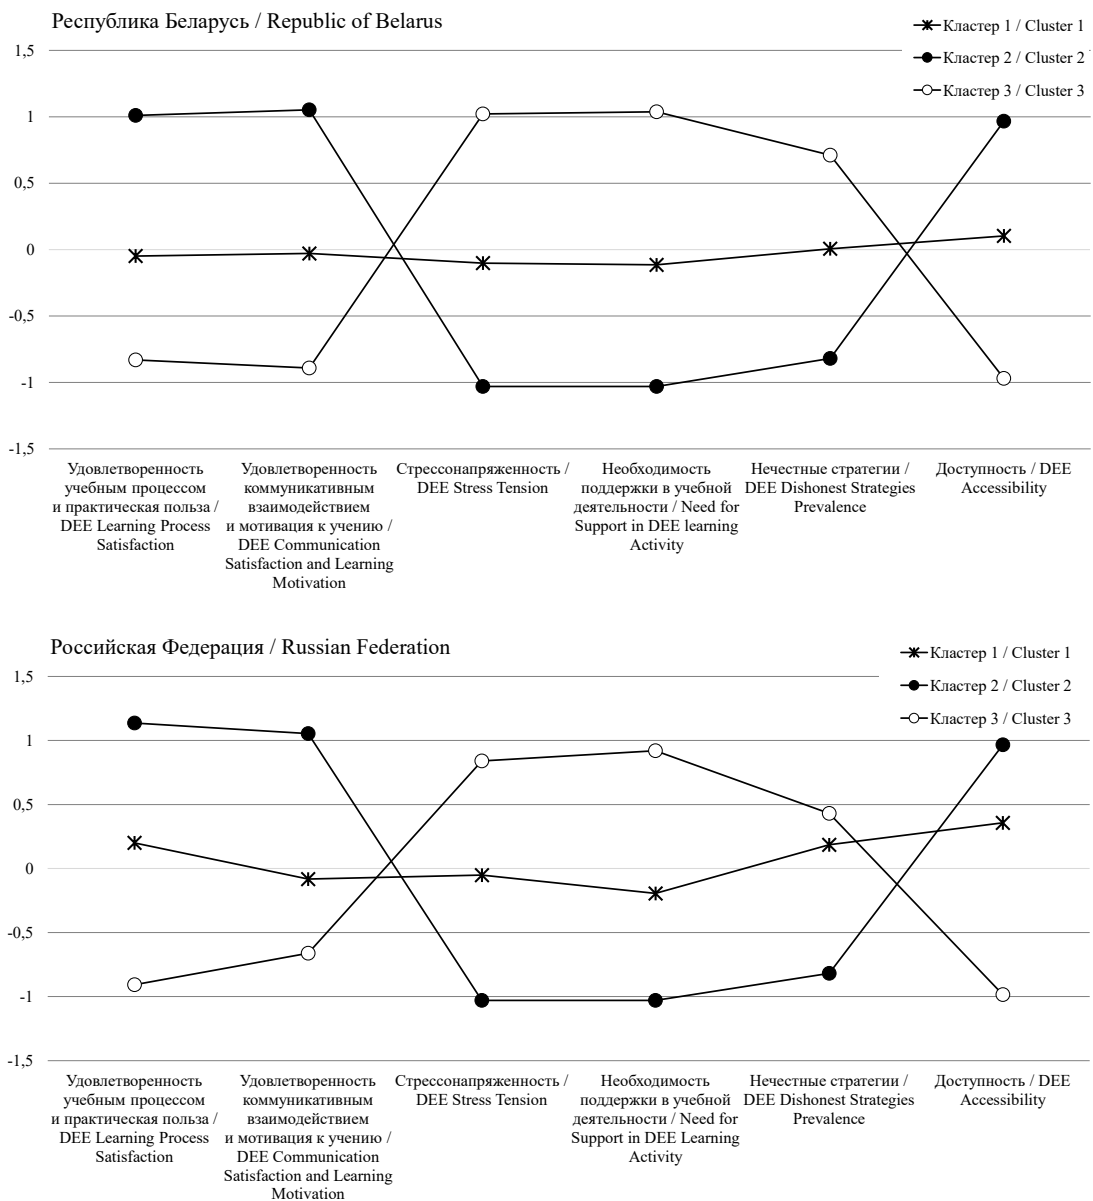 Республика Беларусь / Republic of Belarus
Кластер 1 / Cluster 1
Кластер 2 / Cluster 2
Кластер 3 / Cluster 3
1,5
1
0,5
0
-0,5
-1
-1,5
Удовлетворенность
учебным процессом
и практическая польза /
DEE Learning Process
Satisfaction
Удовлетворенность
коммуникативным
взаимодействием
и мотивация к учению /
DEE Communication
Satisfaction and Learning
Motivation
Стрессонапряженность /
DEE Stress Tension
Необходимость
поддержки в учебной
деятельности / Need for
Support in DEE learning
Activity
Нечестные стратегии /
DEE Dishonest Strategies
Prevalence
Доступность / DEE
Accessibility
Российская Федерация / Russian Federation
Кластер 1 / Cluster 1
Кластер 2 / Cluster 2
Кластер 3 / Cluster 3
1,5
1
0,5
0
-0,5
-1
-1,5
Удовлетворенность
учебным процессом
и практическая польза /
DEE Learning Process
Satisfaction
Удовлетворенность
коммуникативным
взаимодействием
и мотивация к учению /
DEE Communication
Satisfaction and Learning
Motivation
Стрессонапряженность /
DEE Stress Tension
Необходимость
поддержки в учебной
деятельности / Need for
Support in DEE Learning
Activity
Нечестные стратегии /
DEE Dishonest Strategies
Prevalence
Доступность / DEE
Accessibility